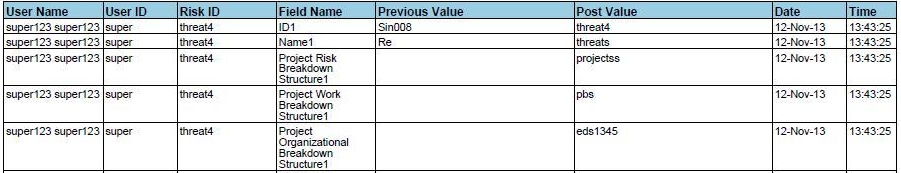 User Name User ID Risk ID Field Name Previous Value Post Value Date Time
super123 super123 super threat4 ID1 Sin008 threat4 12-Nov-13 13:43:25
super123 super123 super threat4 Name1 Re threats 12-Nov-13 13:43:25
super123 super123 super threat4 Project Risk projectss 12-Nov-13 13:43:25
Breakdown
Structure1
super123 super123 super threat4 Project Work pbs 12-Nov-13 13:43:25
Breakdown
Structure1
super123 super123 super threat4 Project eds1345 12-Nov-13 13:43:25
Organizational
Breakdown
Structure1